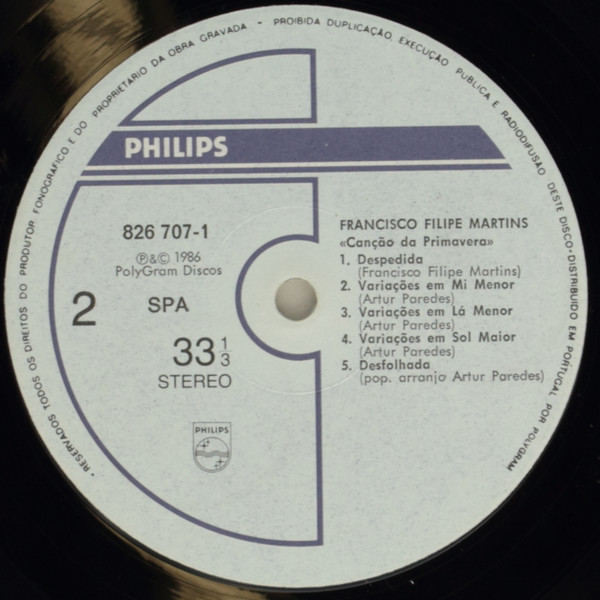 RESERVADOS TODOS OS DIREITOS DO PRODUTOR FONOGRÁFICO E DO PROPRIETÁRIO DA OBRA GRAVADA - PROIBIDA DUPLICAÇÃO, EXECUÇÃO PÚBLICA E RADIODIFUSÃO DESTE DISCO · DISTRIBUIDO EM PORTUGAL POR POLYGRAM
PHILIPS
826 707-1
℗&© 1986
PolyGram Discos
2
SPA
33 1/3
STEREO
PHILIPS
FRANCISCO FILIPE MARTINS
«Canção da Primavera»
1. Despedida
(Francisco Filipe Martins)
2. Variações em Mi Menor
(Artur Paredes)
3. Variações em Lá Menor
(Artur Paredes)
4. Variações em Sol Maior
(Artur Paredes)
5. Desfolhada
(pop. arranjo Artur Paredes)